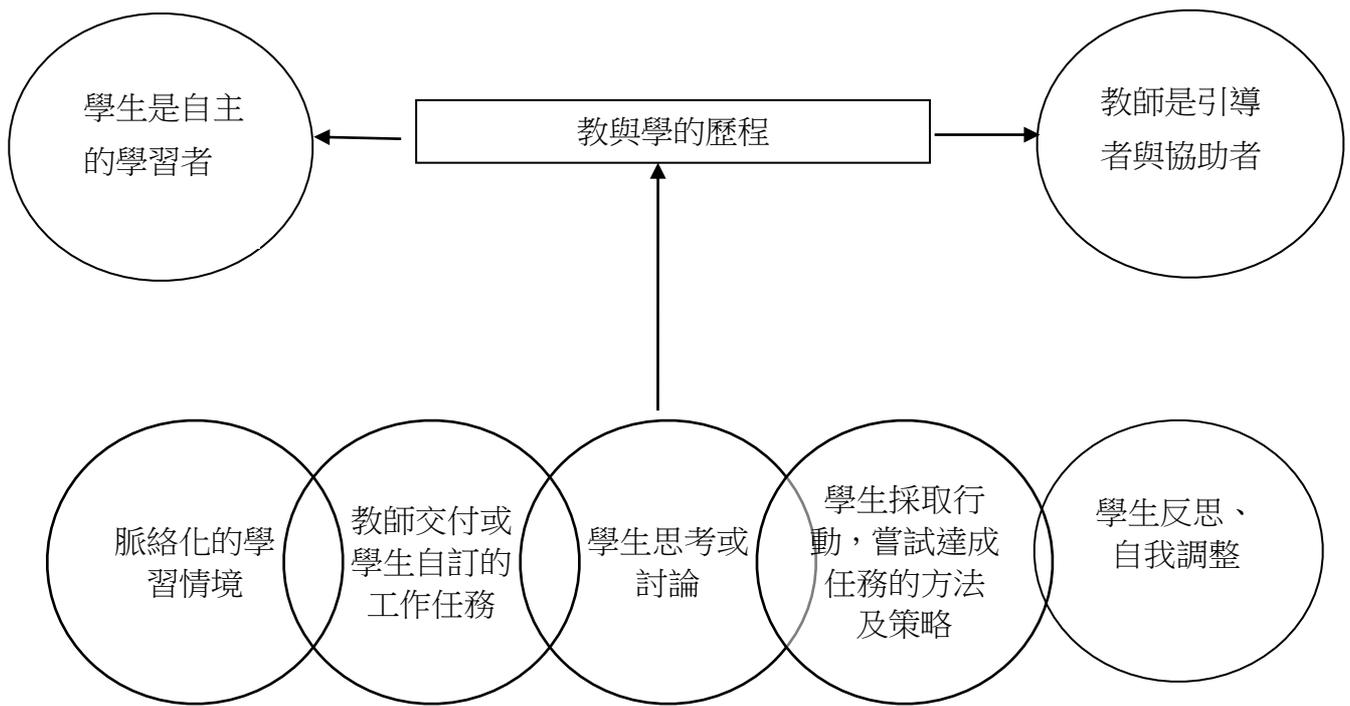 學生是自主
的學習者
教與學的歷程
教師是引導
者與協助者
脈絡化的學
習情境
教師交付或
學生自訂的
工作任務
學生思考或
討論
學生採取行
動，嘗試達成
任務的方法
及策略
學生反思、
自我調整